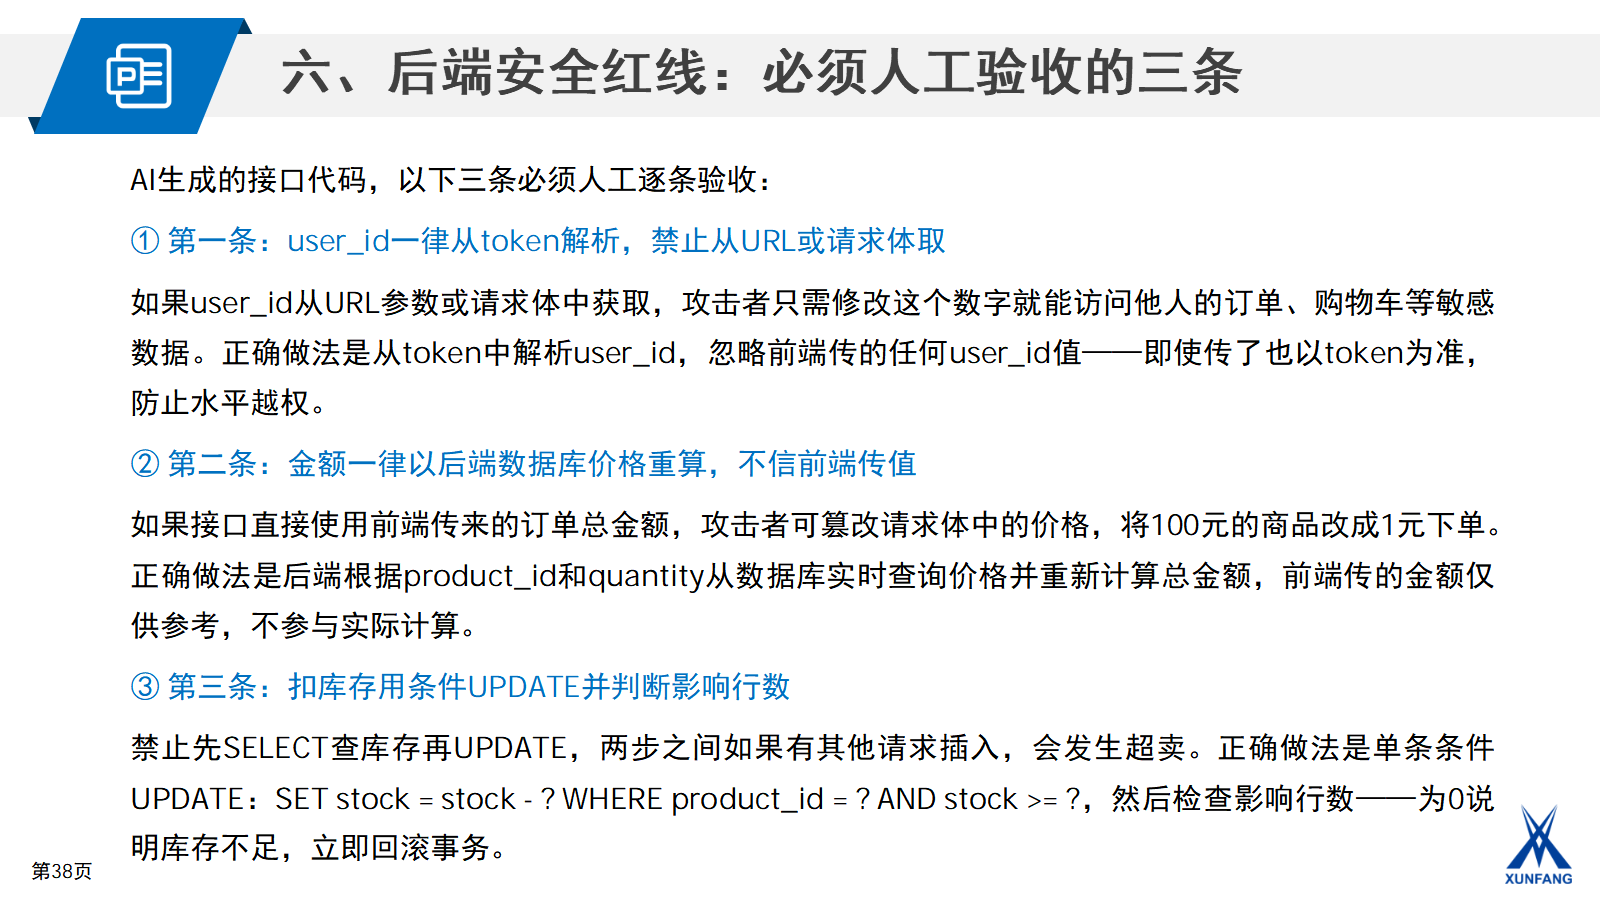 六、后端安全红线：必须人工验收的三条
AI生成的接口代码，以下三条必须人工逐条验收：
① 第一条：user_id一律从token解析，禁止从URL或请求体取
如果user_id从URL参数或请求体中获取，攻击者只需修改这个数字就能访问他人的订单、购物车等敏感
数据。正确做法是从token中解析user_id，忽略前端传的任何user_id值——即使传了也以token为准，
防止水平越权。
② 第二条：金额一律以后端数据库价格重算，不信前端传值
如果接口直接使用前端传来的订单总金额，攻击者可篡改请求体中的价格，将100元的商品改成1元下单。
正确做法是后端根据product_id和quantity从数据库实时查询价格并重新计算总金额，前端传的金额仅
供参考，不参与实际计算。
③ 第三条：扣库存用条件UPDATE并判断影响行数
禁止先SELECT查库存再UPDATE，两步之间如果有其他请求插入，会发生超卖。正确做法是单条条件
UPDATE：SET stock = stock - ? WHERE product_id = ? AND stock >= ?，然后检查影响行数——为0说
明库存不足，立即回滚事务。
第38页
XUNFANG